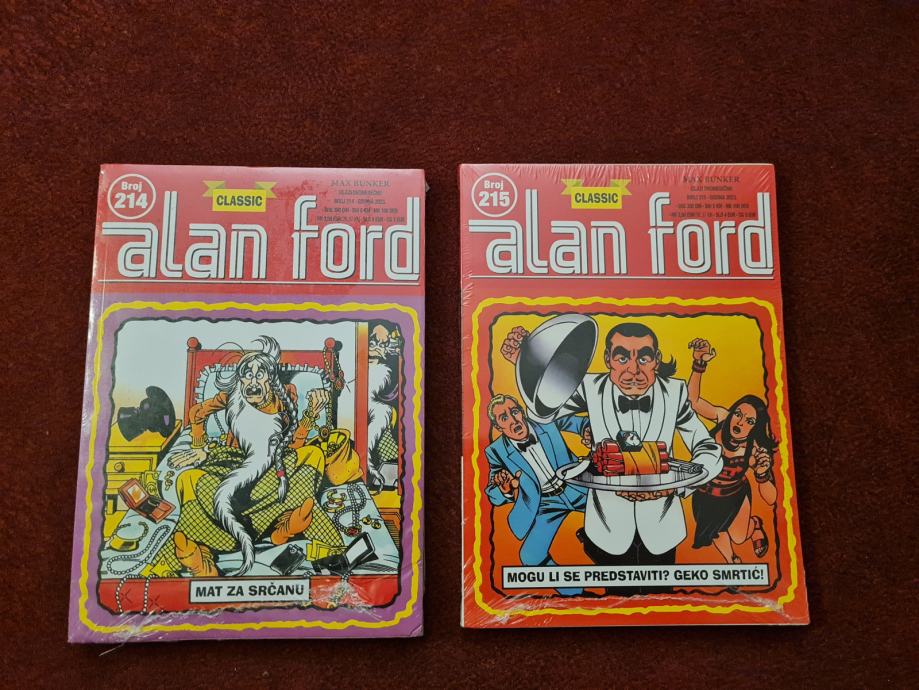 Broj
214
CLASSIC
MAX BUNKER
alan ford
MAT ZA SRČANU
Broj
215
CLASSIC
MAX BUNKER
alan ford
MOGU LI SE PREDSTAVITI? GEKO SMRTIĆ!